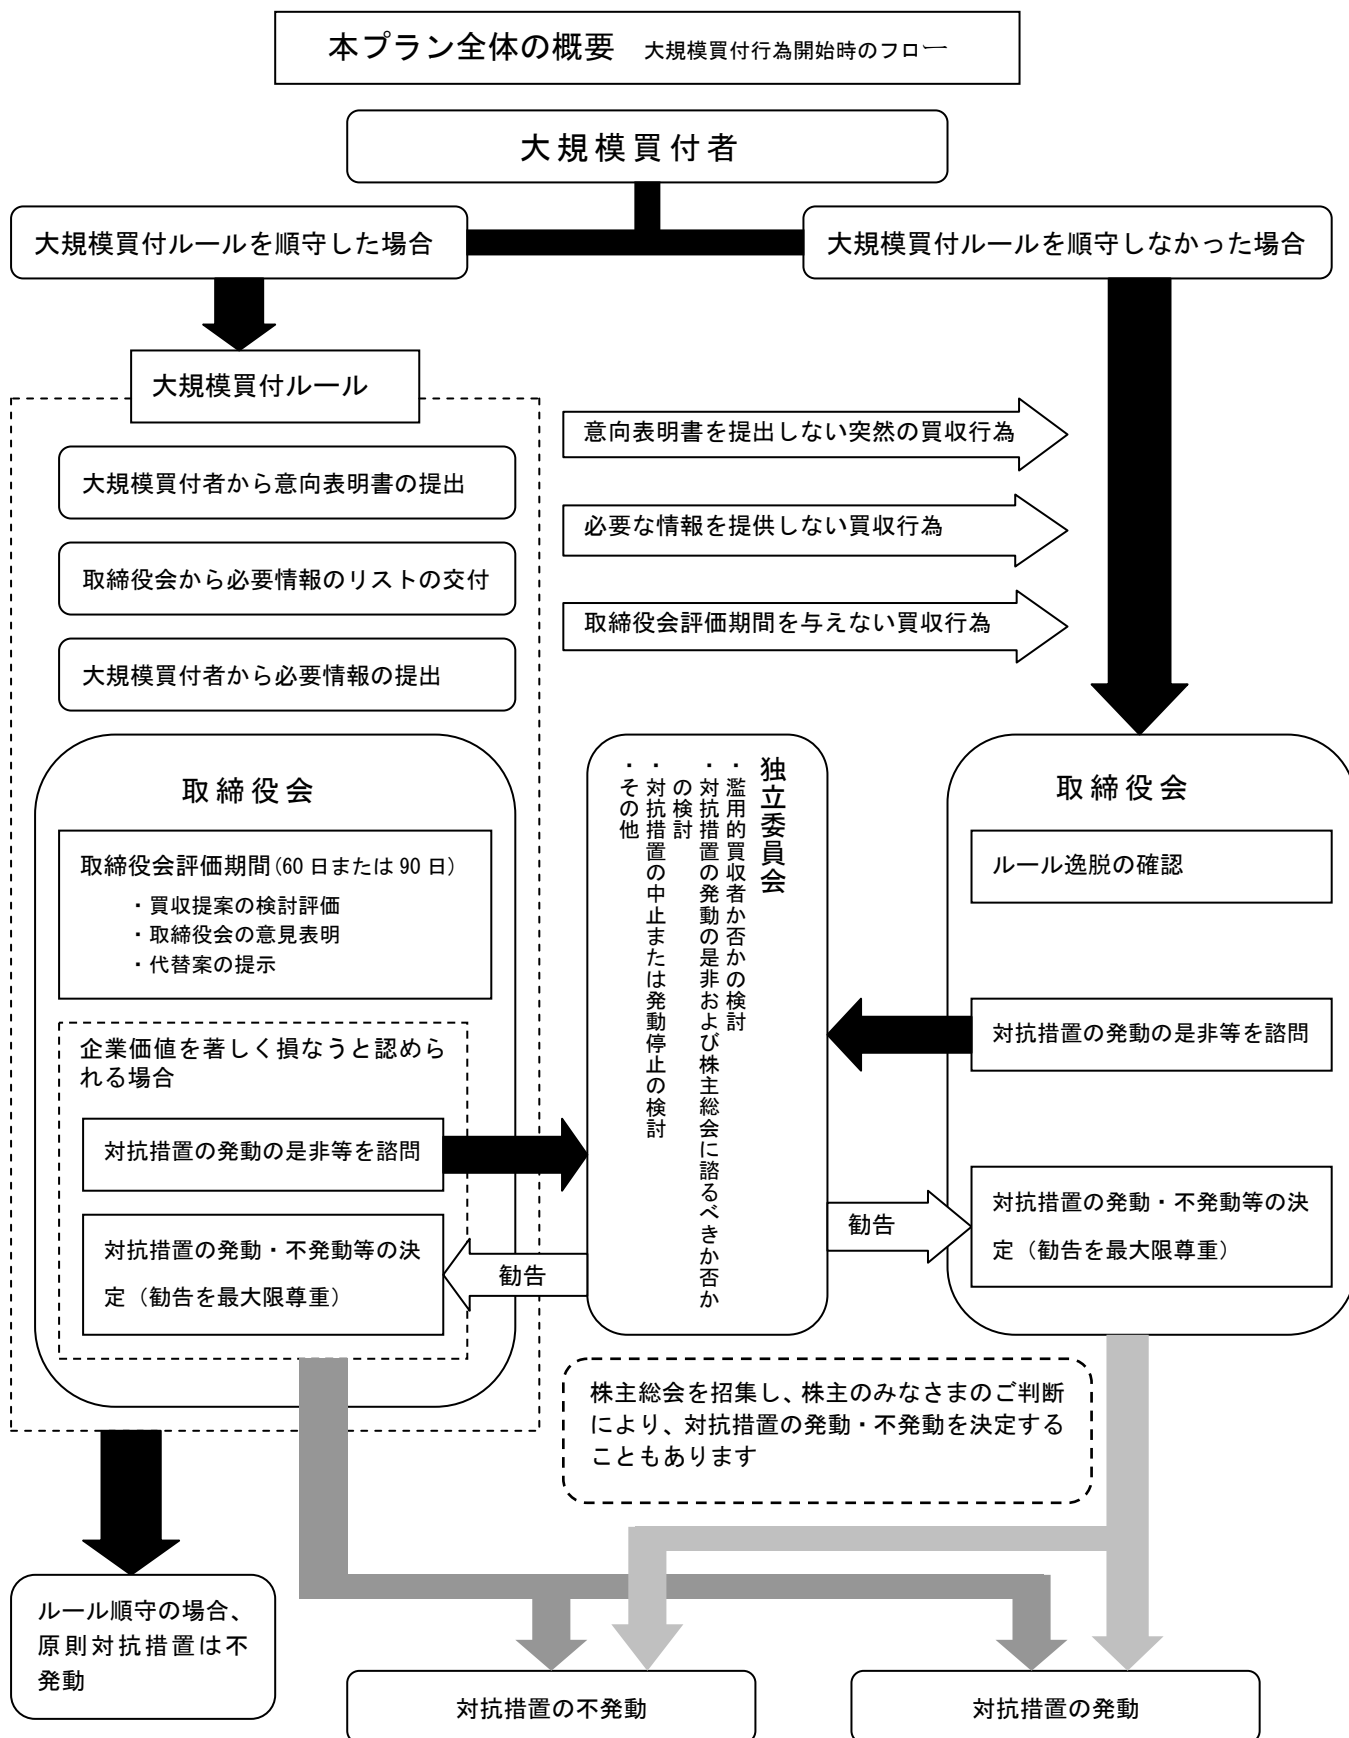 本プラン全体の概要 大規模買付行為開始時のフロー
大規模買付者
大規模買付ルールを順守した場合
大規模買付ルールを順守しなかった場合
大規模買付ルール
大規模買付者から意向表明書の提出
取締役会から必要情報のリストの交付
大規模買付者から必要情報の提出
意向表明書を提出しない突然の買収行為
必要な情報を提供しない買収行為
取締役会評価期間を与えない買収行為
取締役会
取締役会評価期間(60 日または 90 日)
・買収提案の検討評価
・取締役会の意見表明
・代替案の提示
企業価値を著しく損なうと認めら
れる場合
対抗措置の発動の是非等を諮問
対抗措置の発動・不発動等の決
定（勧告を最大限尊重）
独立委員会
・濫用的買収者か否かの検討
・対抗措置の発動の是非および株主総会に諮るべきか否か
の検討
・対抗措置の中止または発動停止の検討
・その他
勧告
勧告
取締役会
ルール逸脱の確認
対抗措置の発動の是非等を諮問
対抗措置の発動・不発動等の決
定（勧告を最大限尊重）
株主総会を招集し、株主のみなさまのご判断
により、対抗措置の発動・不発動を決定する
こともあります
ルール順守の場合、
原則対抗措置は不
発動
対抗措置の不発動
対抗措置の発動